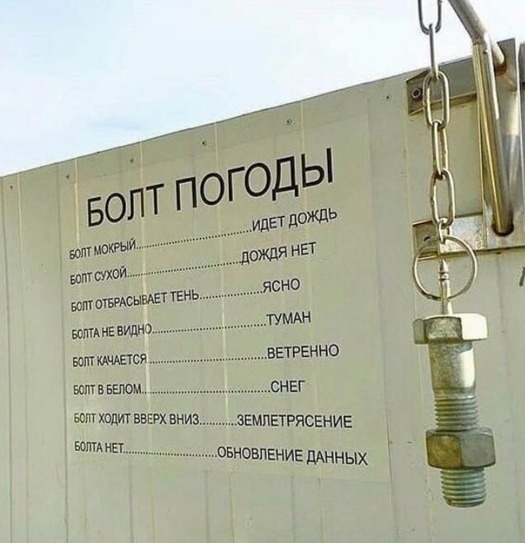 БОЛТ ПОГОДЫ
БОЛТ МОКРЫЙ..........................ИДЕТ ДОЖДЬ
БОЛТ СУХОЙ..........................ДОЖДЯ НЕТ
БОЛТ ОТБРАСЫВАЕТ ТЕНЬ..............ЯСНО
БОЛТА НЕ ВИДНО.........................ТУМАН
БОЛТ КАЧАЕТСЯ..........................ВЕТРЕННО
БОЛТ В БЕЛОМ...........................СНЕГ
БОЛТ ХОДИТ ВВЕРХ ВНИЗ.........ЗЕМЛЕТРЯСЕНИЕ
БОЛТА НЕТ....................ОБНОВЛЕНИЕ ДАННЫХ